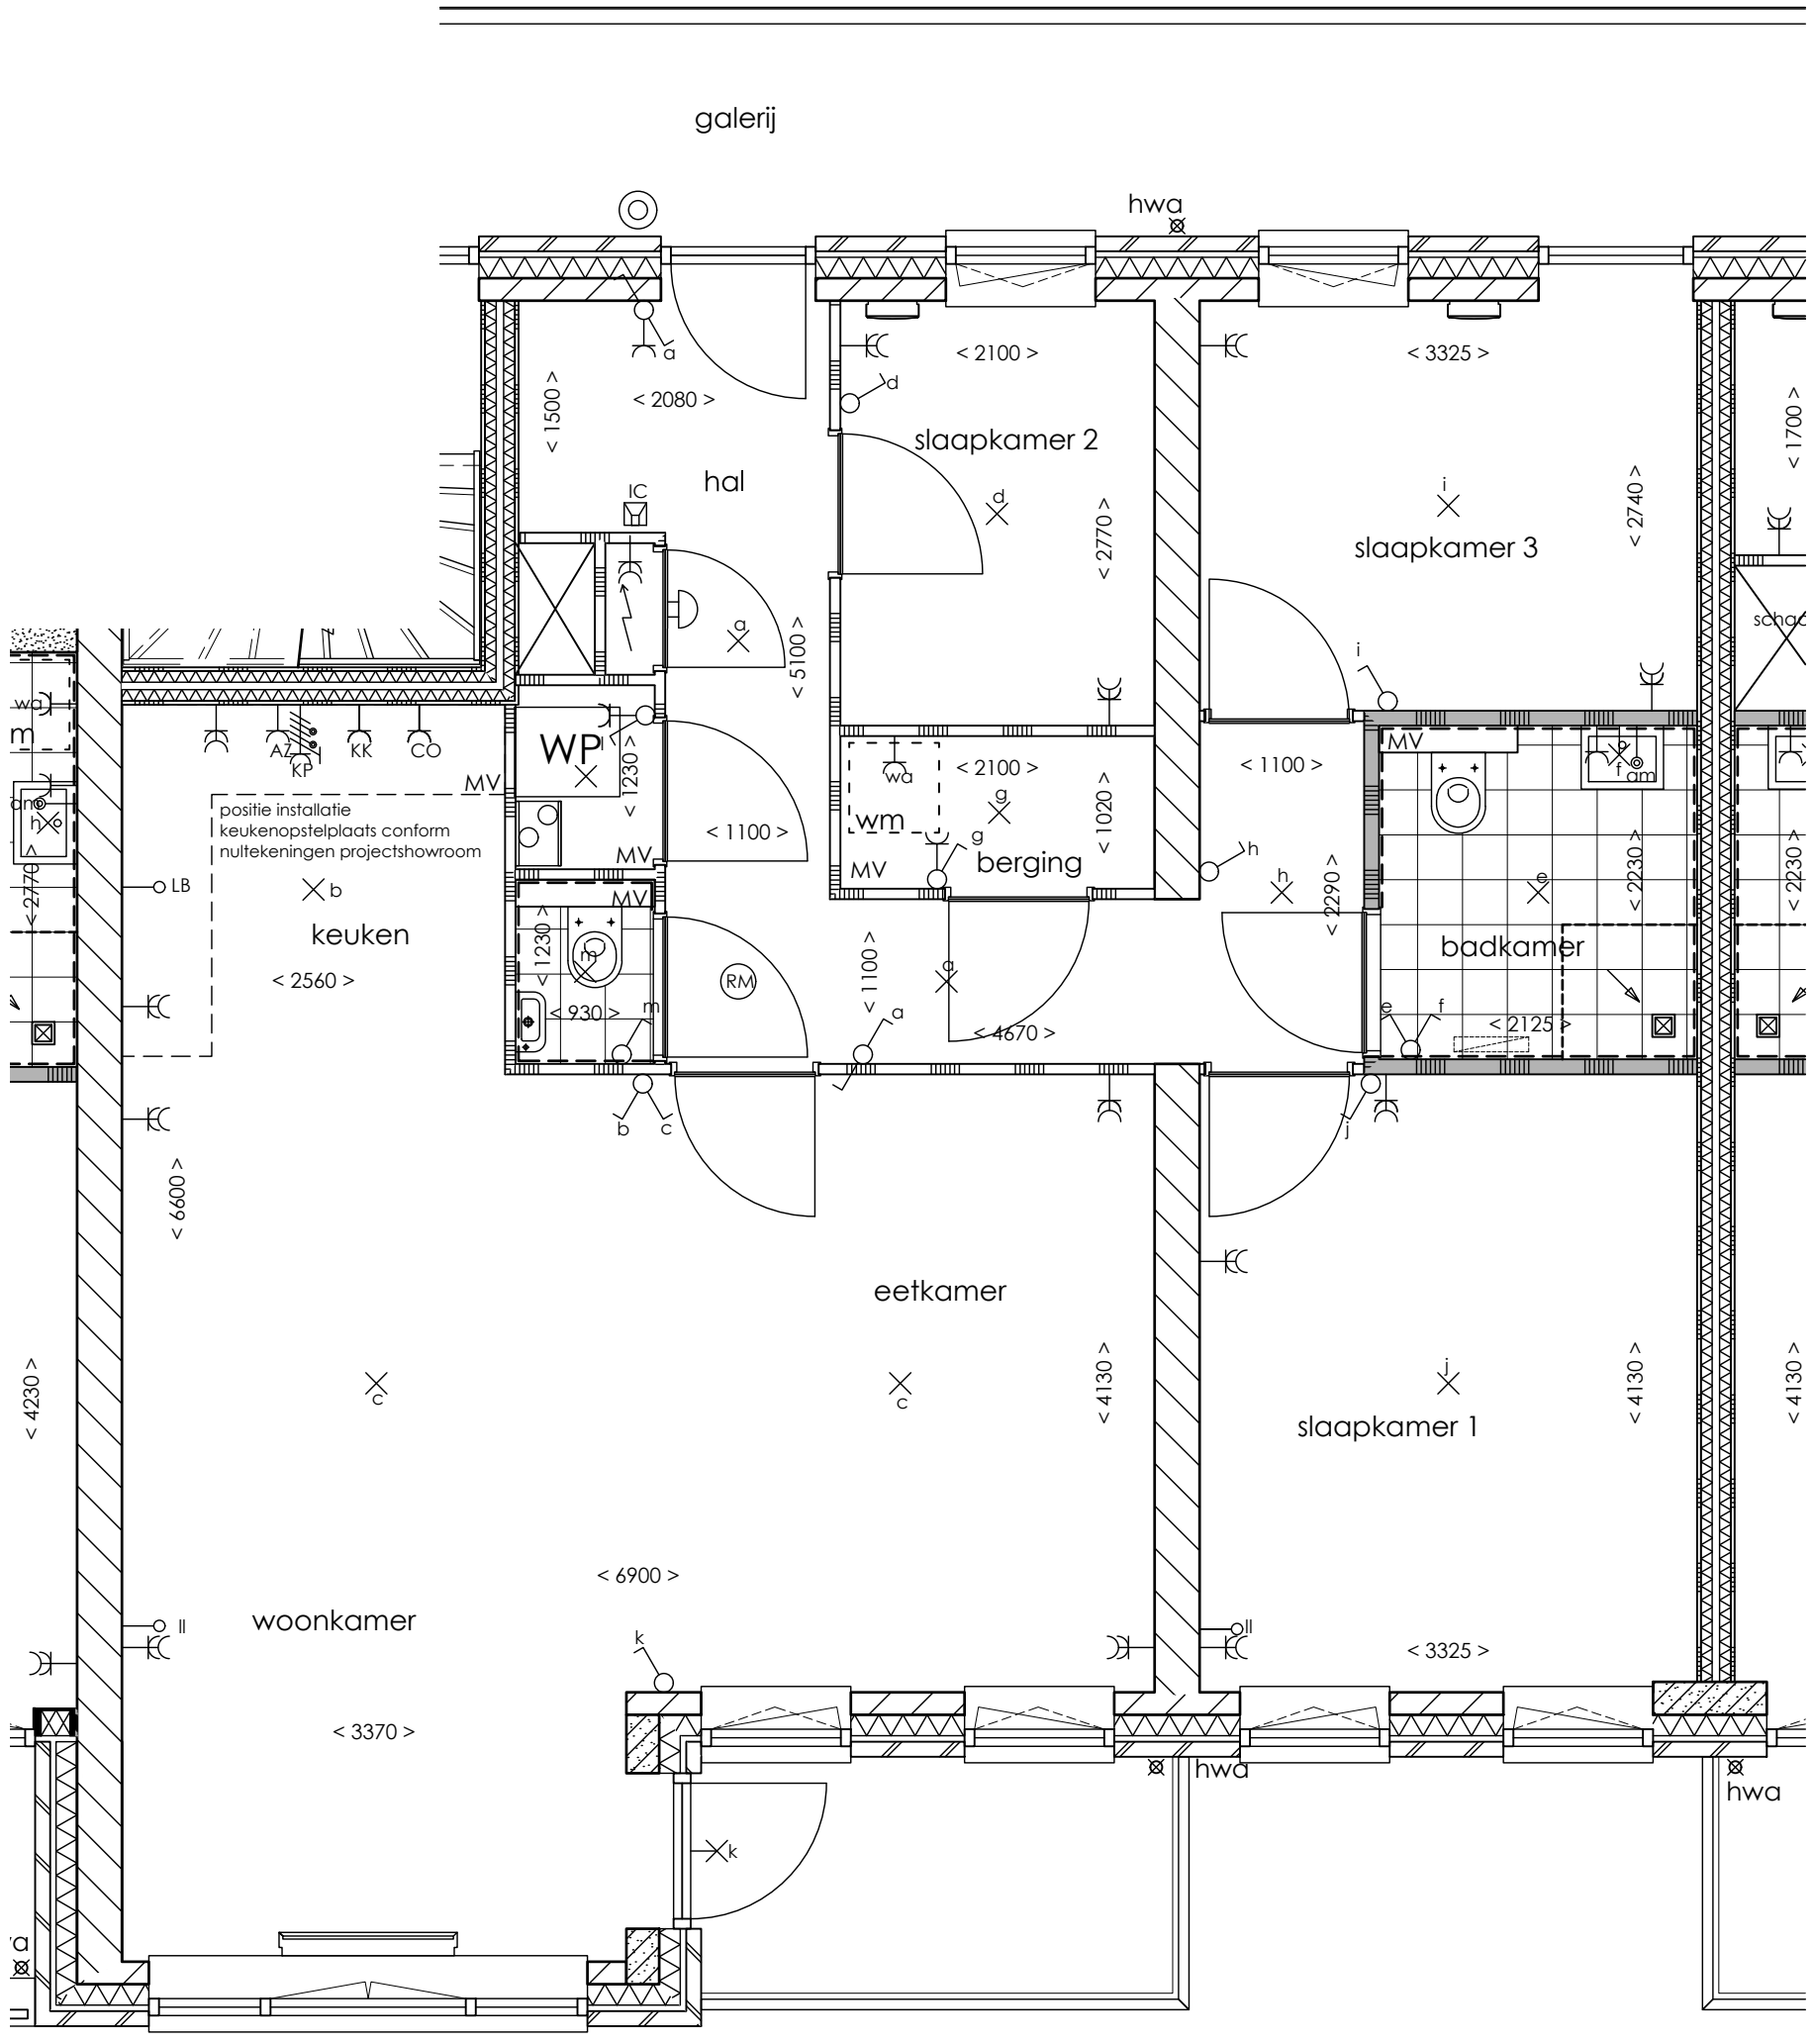 galerij
hwa
a
< 2100 >
< 3325 >
d
< 2080 >
< 1500 >
< 1700 >
slaapkamer 2
hal
IC
d
i
< 2770 >
< 2740 >
slaapkamer 3
a
< 5100 >
i
wa
m
AZ
KP
KK
CO
MV
WP
l
< 1230 >
wa
< 2100 >
< 1100 >
MV
f
am
positie installatie
keukenopstelplaats conform
nultekeningen projectshowroom
am
h
< 2770 >
< 1100 >
wm
g
< 1020 >
g
berging
MV
MV
h
h
< 2290 >
< 2230 >
< 2230 >
e
LB
b
keuken
MV
< 1230 >
m
badkamer
< 2560 >
RM
< 1100 >
a
a
< 930 >
m
< 4670 >
e
f
< 2125 >
b
c
j
< 6600 >
eetkamer
c
c
< 4130 >
j
< 4130 >
< 4130 >
< 4230 >
slaapkamer 1
< 6900 >
woonkamer
ll
k
ll
< 3325 >
< 3370 >
hwa
hwa
k